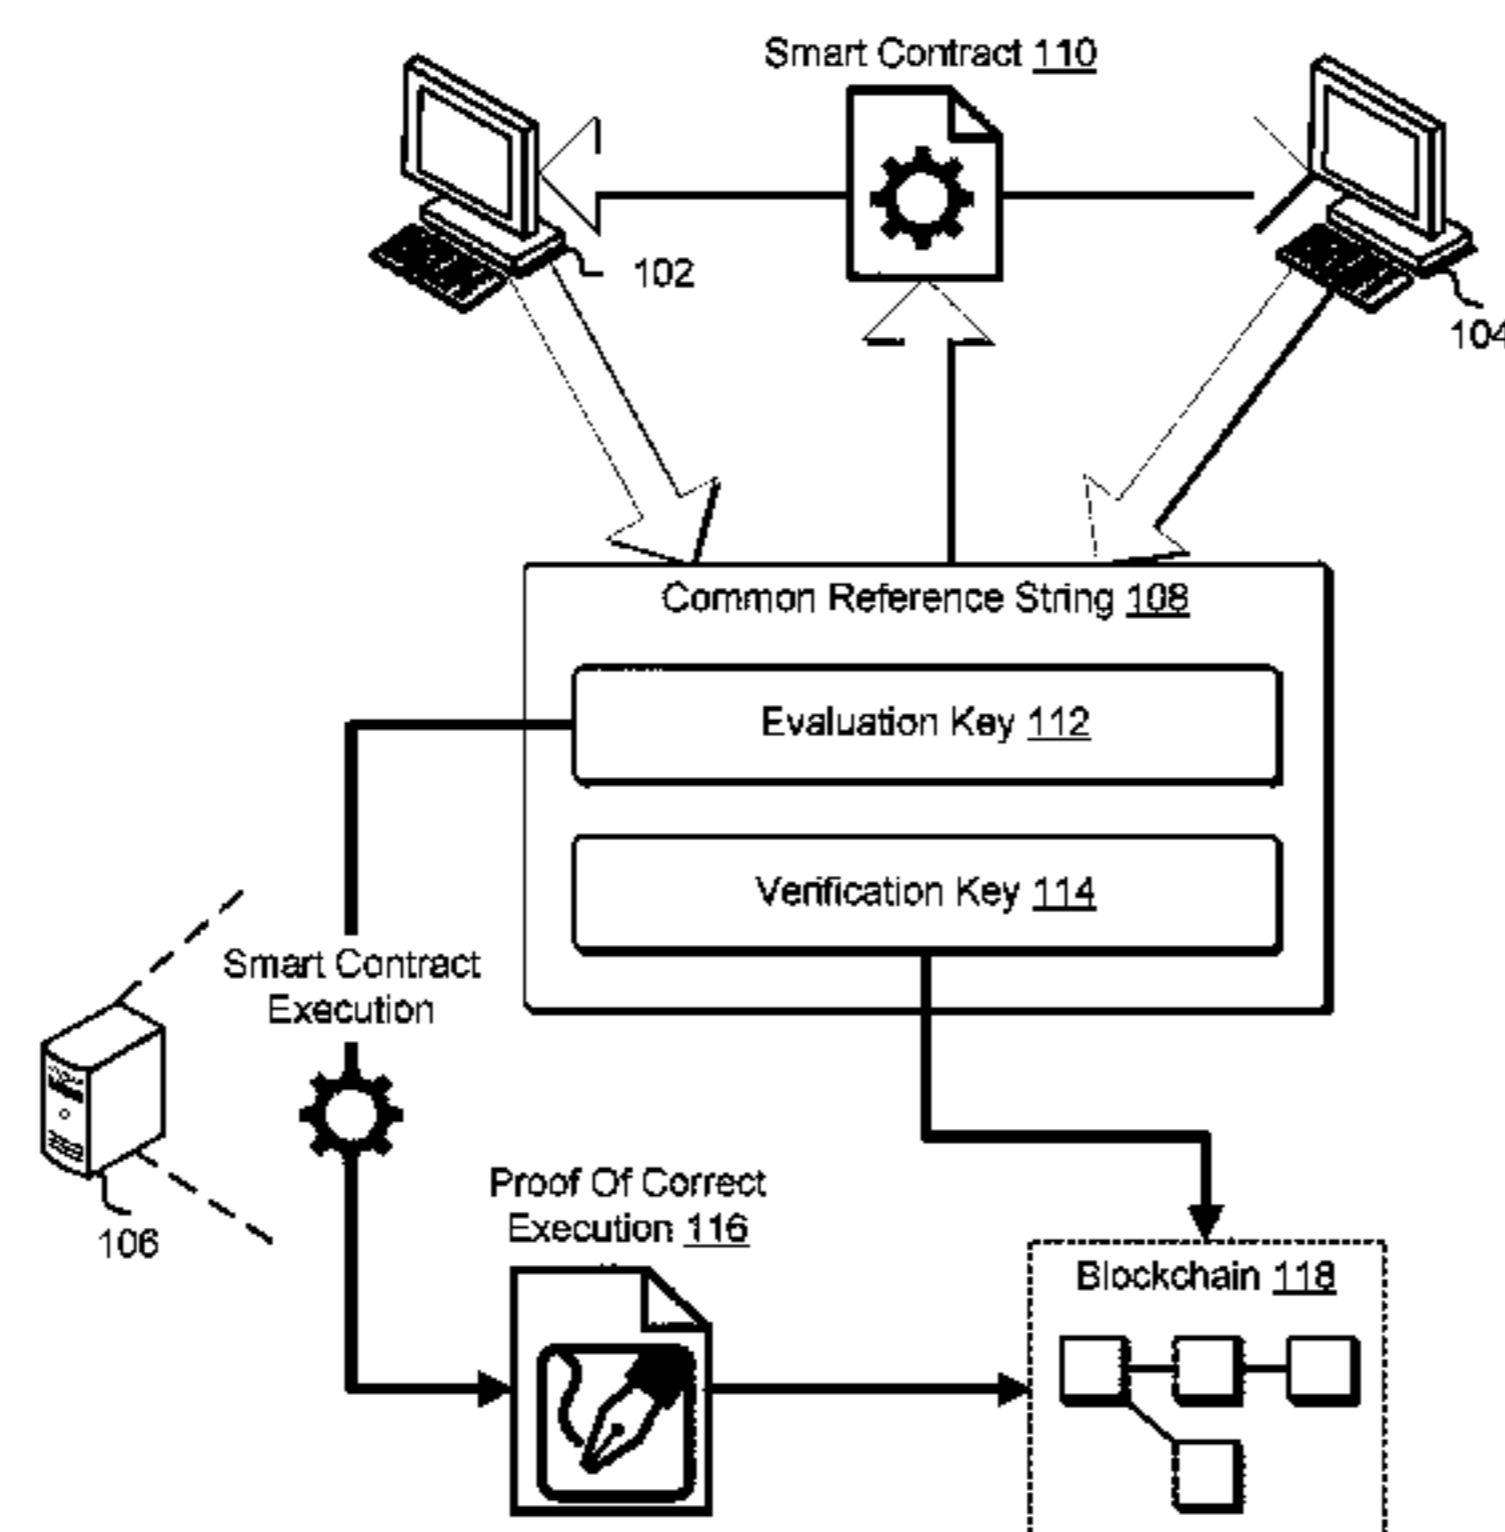 Smart Contract 110
102
104
Common Reference String 108
Evaluation Key 112
Verification Key 114
Smart Contract
Execution
106
Proof Of Correct
Execution 116
Blockchain 118